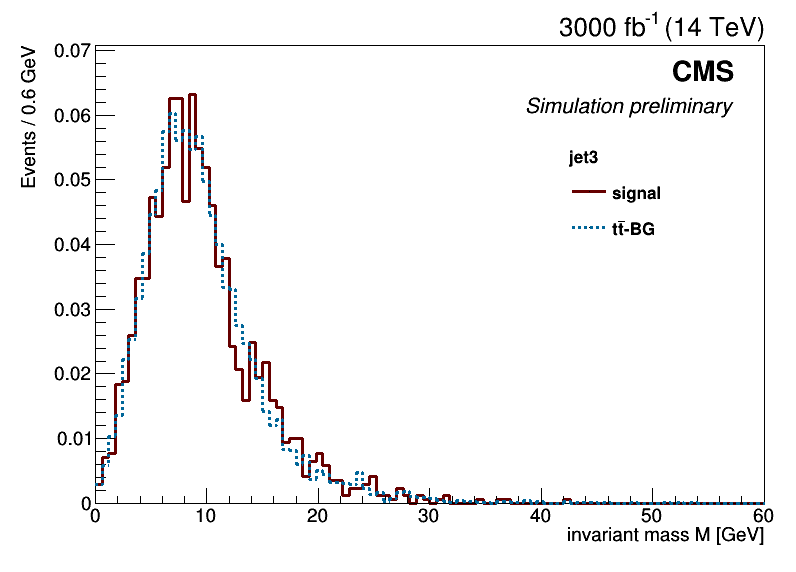 3000 fb⁻¹ (14 TeV)
Events / 0.6 GeV
0.07
0.06
0.05
0.04
0.03
0.02
0.01
0
CMS
Simulation preliminary
jet3
signal
tt̄-BG
0 10 20 30 40 50 60
invariant mass M [GeV]